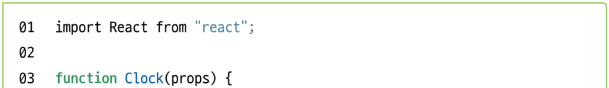 01 import React from "react";
02
03 function Clock(props) {